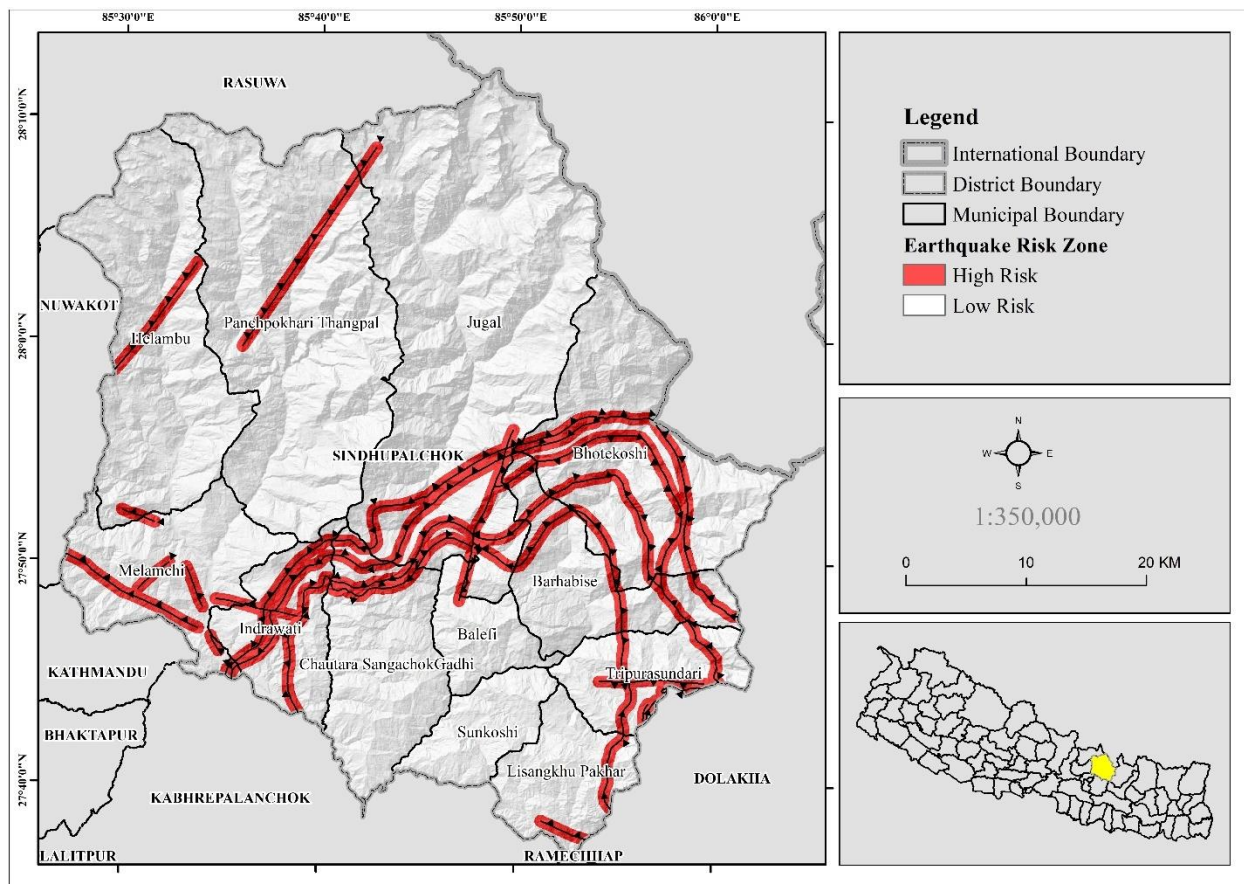 85°30'0"E
85°40'0"E
85°50'0"E
86°0'0"E
28°10'0"N
28°0'0"N
27°50'0"N
27°40'0"N
RASUWA
NUWAKOT
Helambu
Panchpokhari Thangpal
Jugal
SINDHUPALCHOK
Bhotekoshi
Melamchi
Barhabise
Indrawati
Balefi
KATHMANDU
Chautara SangachokGadhi
Tripurasundari
BHAKTAPUR
Sunkoshi
Lisangkhu Pakhar
DOLAKHA
KABHREPALANCHOK
LALITPUR
RAMECHHAP
Legend
International Boundary
District Boundary
Municipal Boundary
Earthquake Risk Zone
High Risk
Low Risk
N
W
E
S
1:350,000
0 10 20 KM